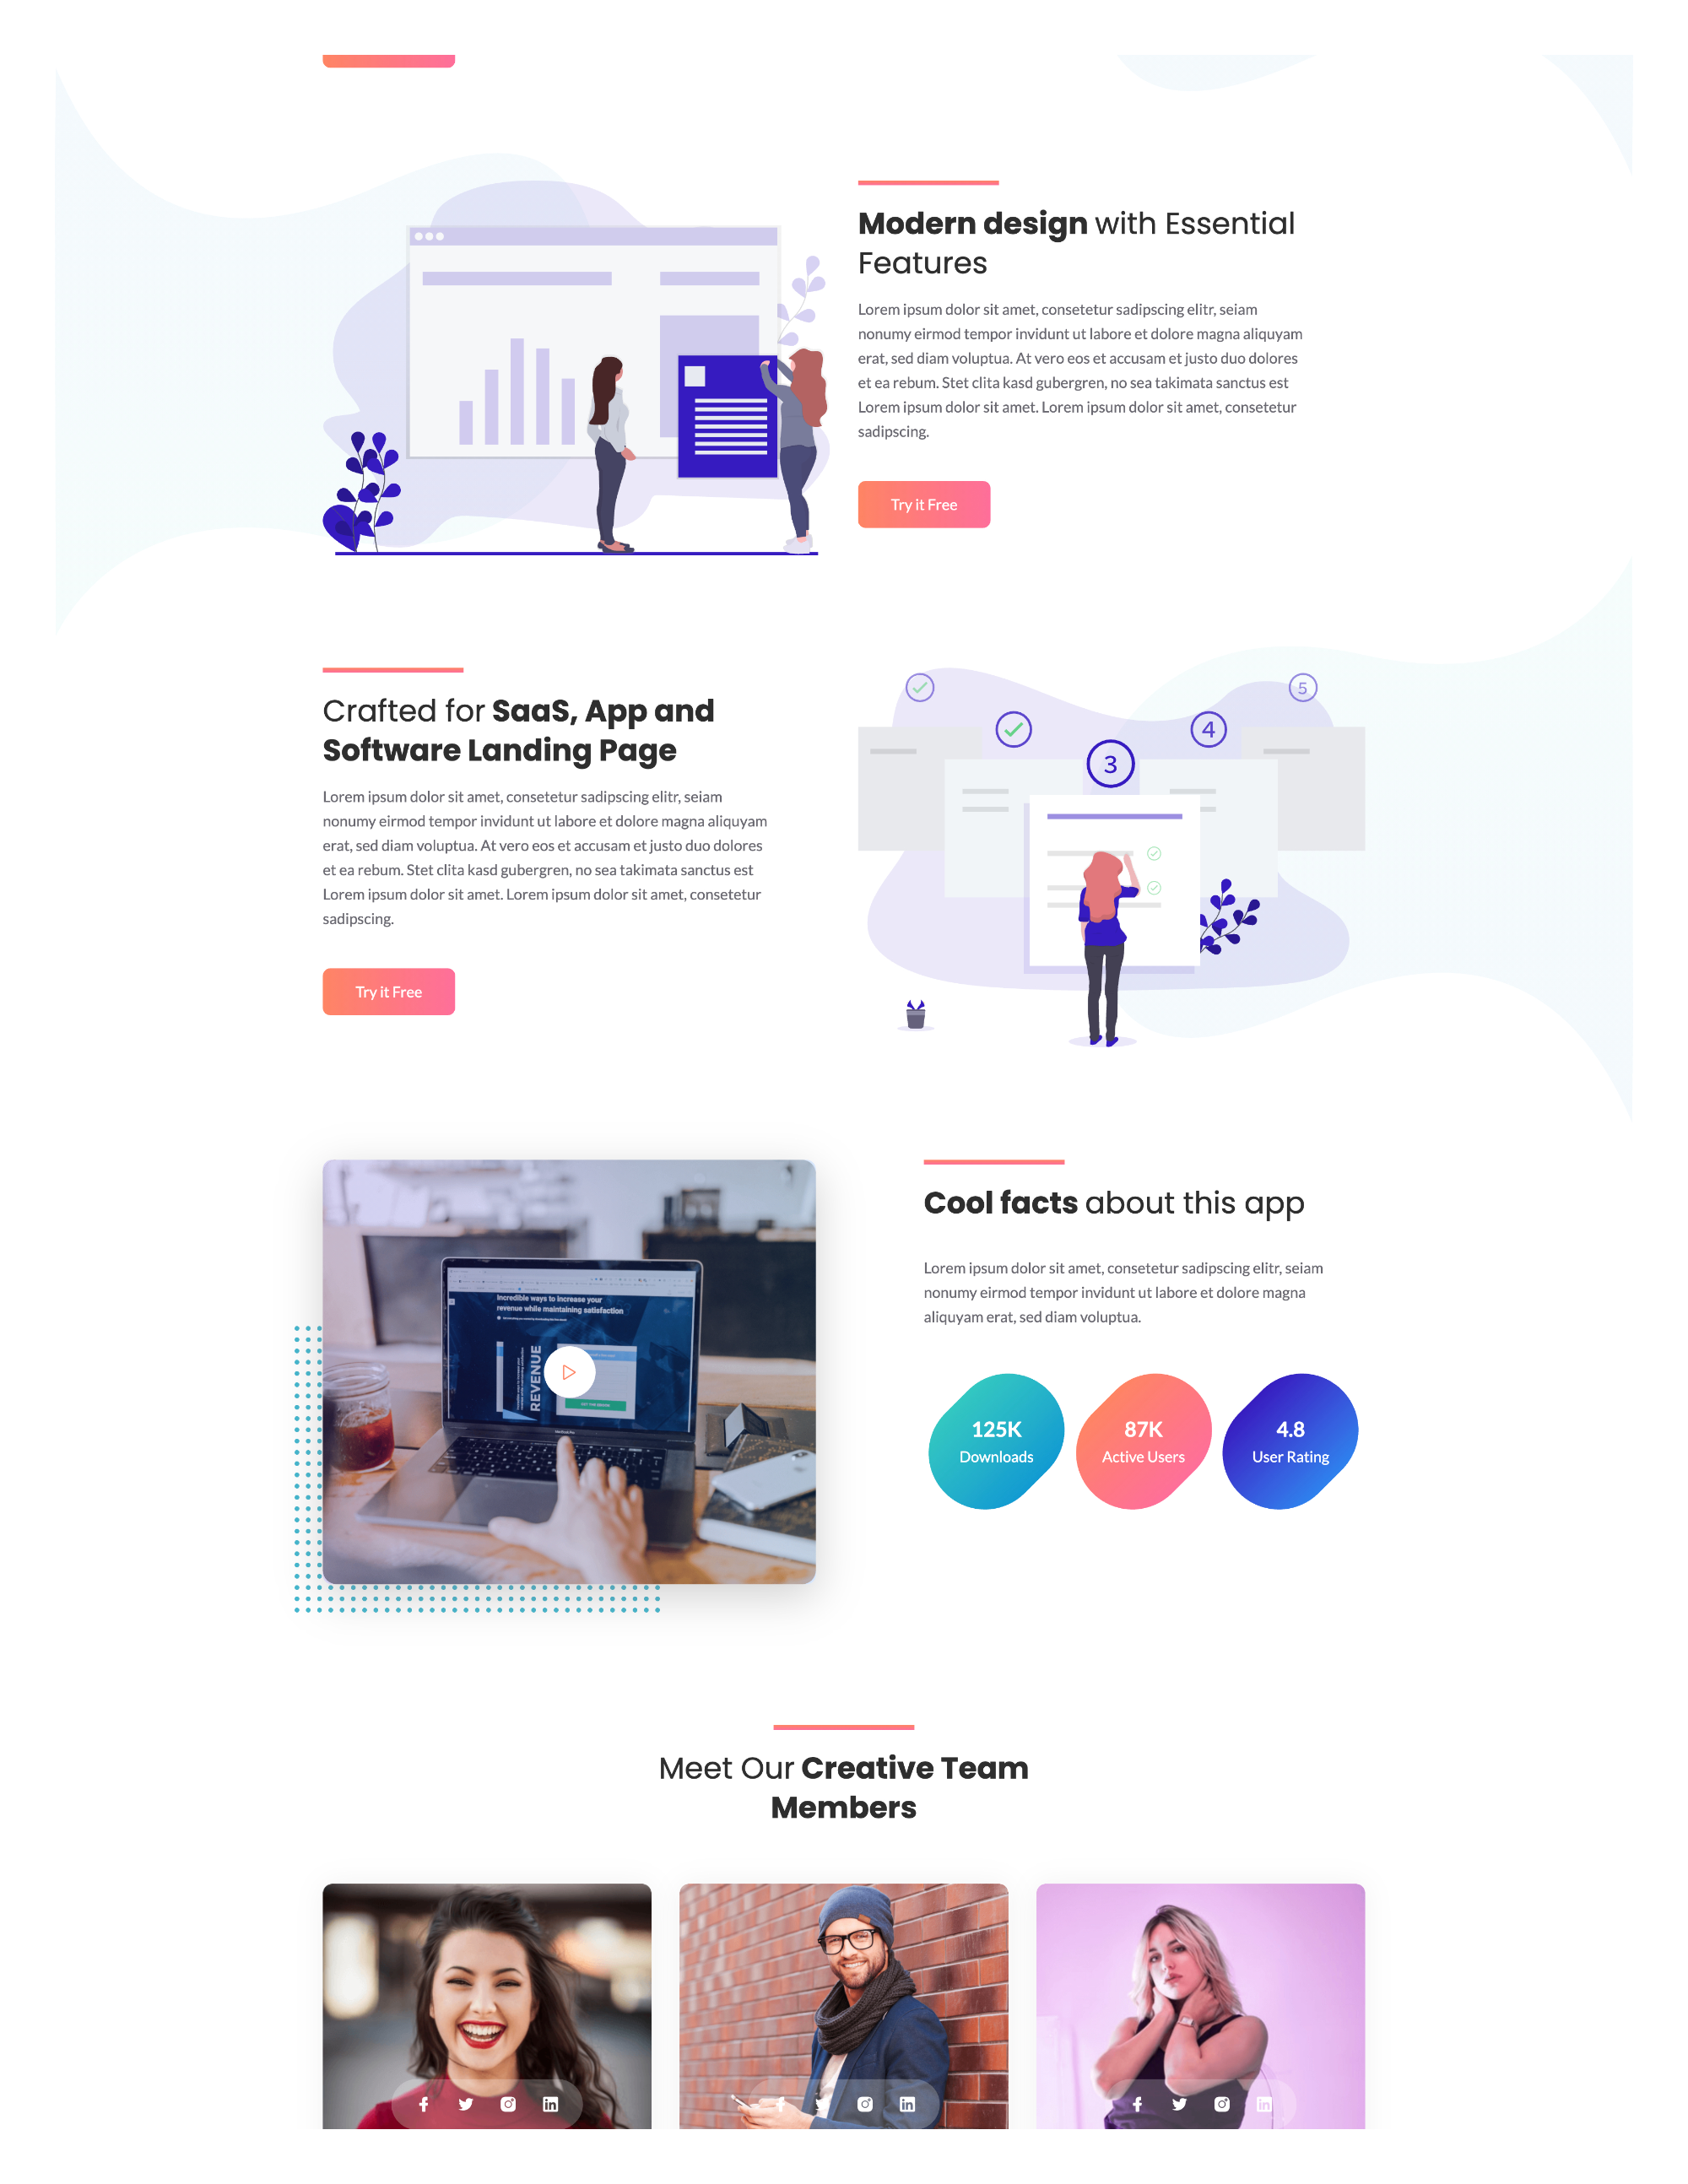 Modern design with Essential
Features
Lorem ipsum dolor sit amet, consetetur sadipscing elitr, seiam
nonumy eirmod tempor invidunt ut labore et dolore magna aliquyam
erat, sed diam voluptua. At vero eos et accusam et justo duo dolores
et ea rebum. Stet clita kasd gubergren, no sea takimata sanctus est
Lorem ipsum dolor sit amet. Lorem ipsum dolor sit amet, consetetur
sadipscing.
Try it Free
Crafted for SaaS, App and
Software Landing Page
Lorem ipsum dolor sit amet, consetetur sadipscing elitr, seiam
nonumy eirmod tempor invidunt ut labore et dolore magna aliquyam
erat, sed diam voluptua. At vero eos et accusam et justo duo dolores
et ea rebum. Stet clita kasd gubergren, no sea takimata sanctus est
Lorem ipsum dolor sit amet. Lorem ipsum dolor sit amet, consetetur
sadipscing.
Try it Free
5
4
3
Incredible ways to increase your
revenue while maintaining satisfaction
REVENUE
Cool facts about this app
Lorem ipsum dolor sit amet, consetetur sadipscing elitr, seiam
nonumy eirmod tempor invidunt ut labore et dolore magna
aliquyam erat, sed diam voluptua.
125K
Downloads
87K
Active Users
4.8
User Rating
Meet Our Creative Team
Members